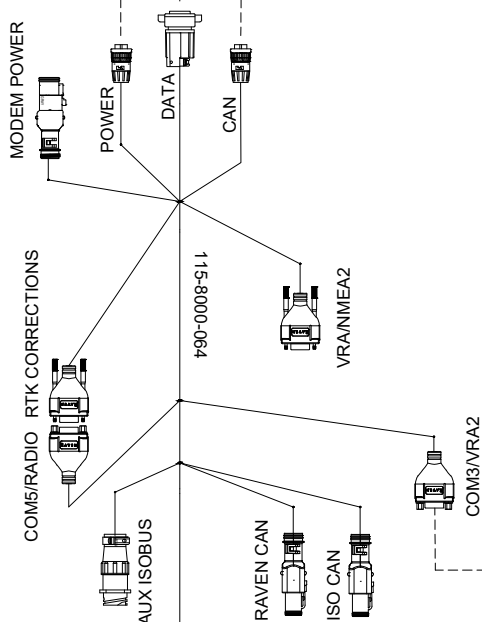 MODEM POWER
POWER
DATA
CAN
COM5/RADIO
RTK CORRECTIONS
115-8000-064
VRA/NMEA2
COM3/VRA2
AUX ISOBUS
RAVEN CAN
ISO CAN